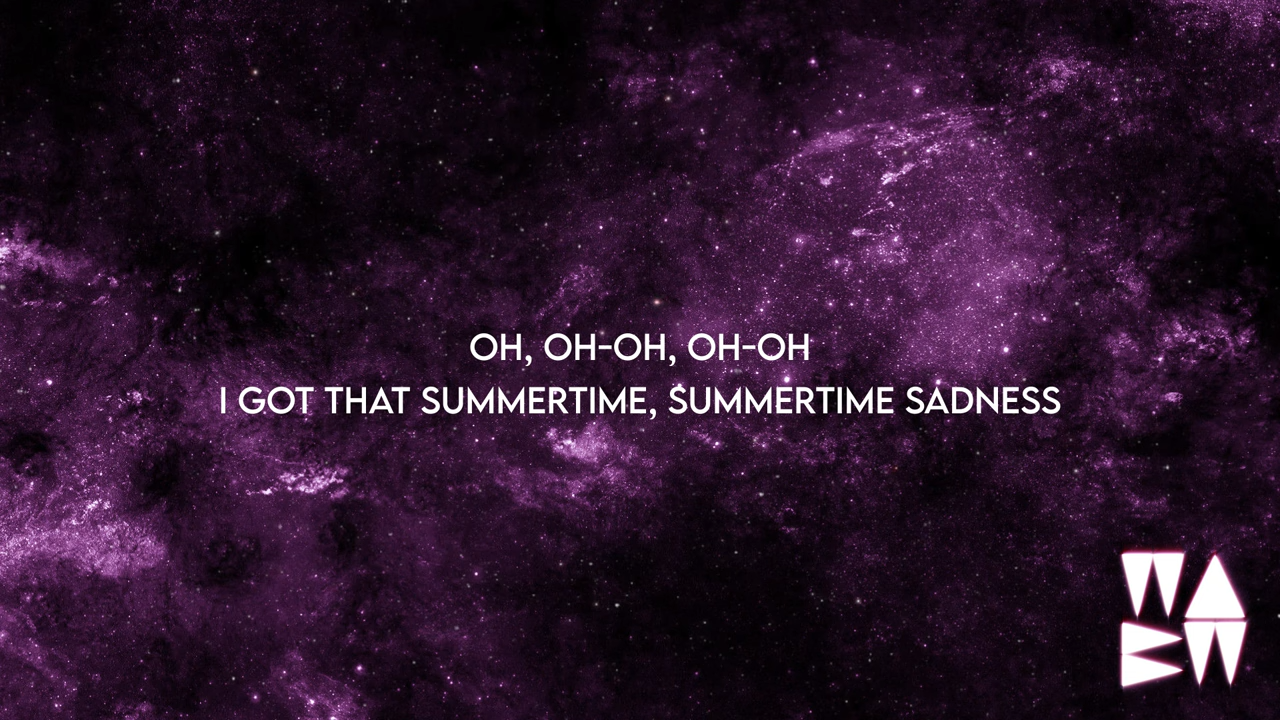 OH, OH-OH, OH-OH
I GOT THAT SUMMERTIME, SUMMERTIME SADNESS